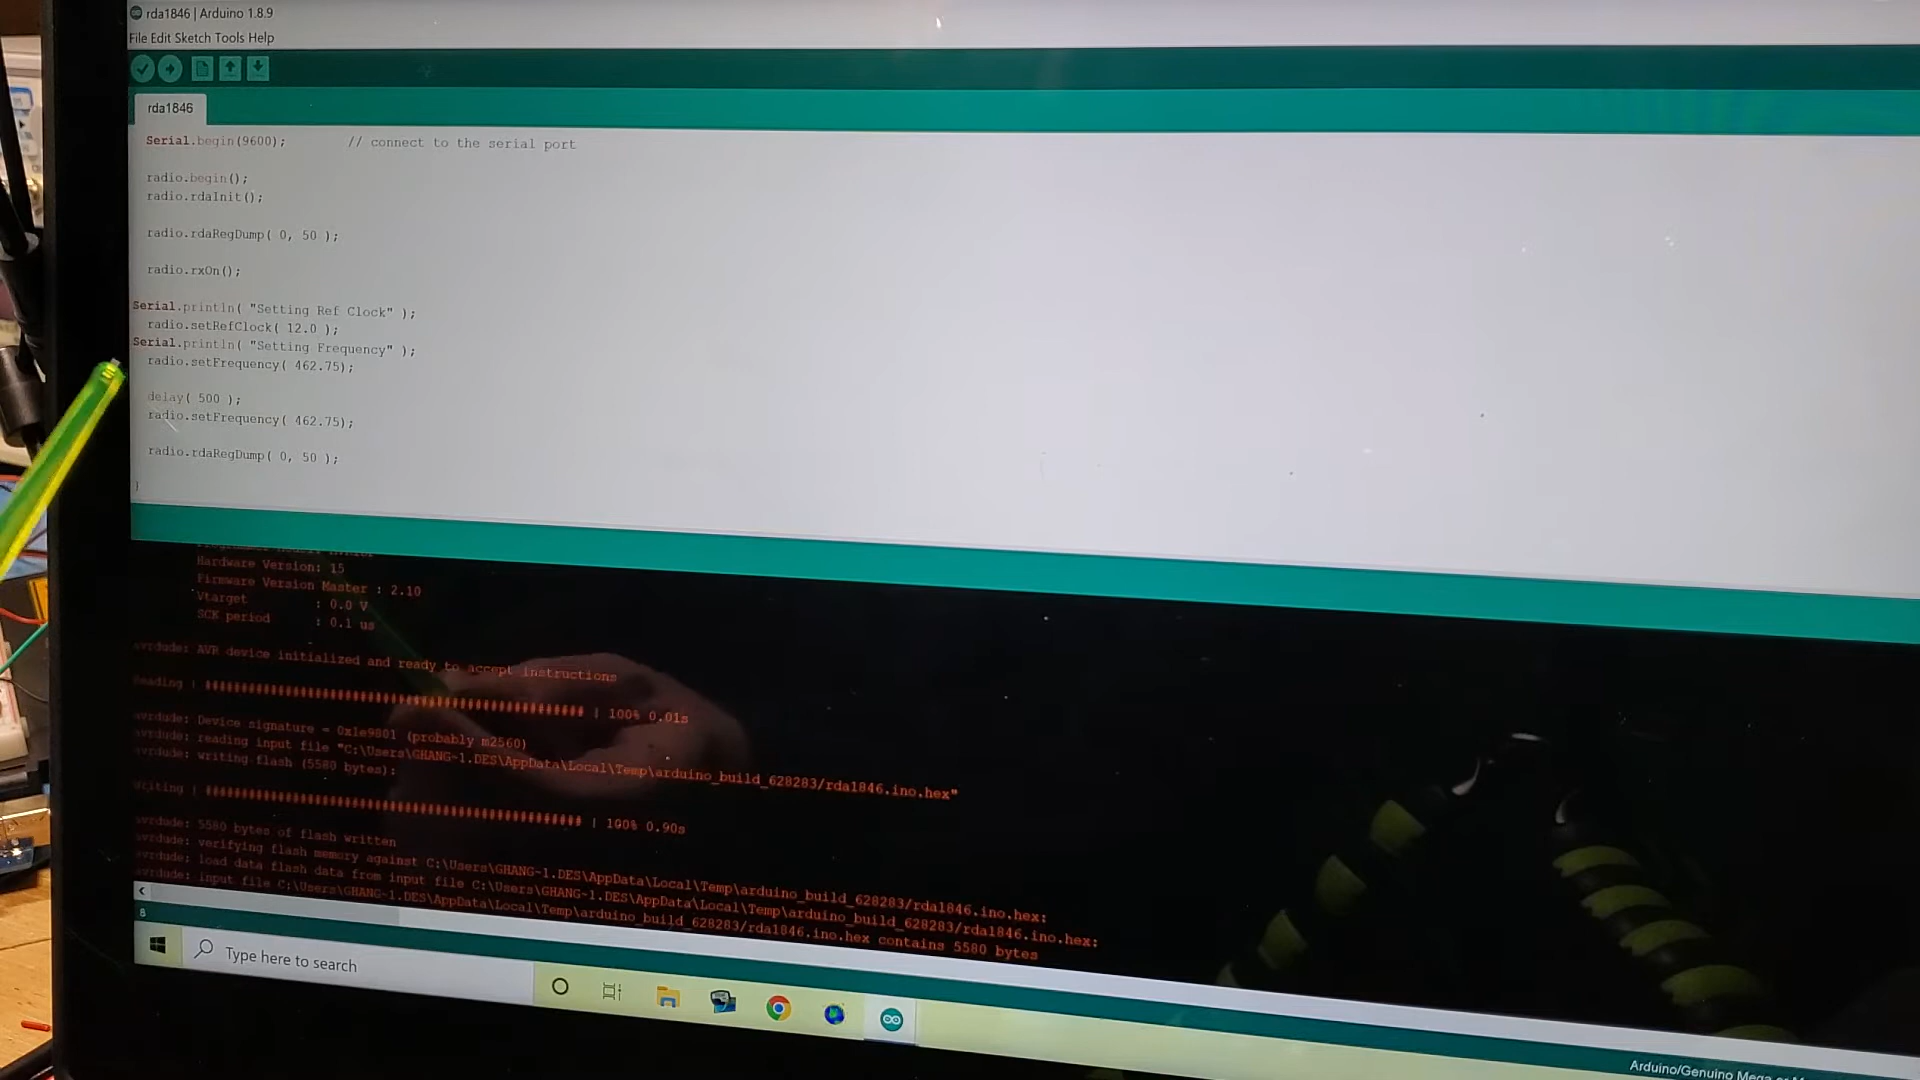 rda1846 | Arduino 1.8.9
File Edit Sketch Tools Help
rda1846
Serial.begin(9600);        // connect to the serial port
radio.begin();
radio.rdaInit();
radio.rdaRegDump( 0, 50 );
radio.rxOn();
Serial.println( "Setting Ref Clock" );
radio.setRefClock( 12.0 );
Serial.println( "Setting Frequency" );
radio.setFrequency( 462.75);
delay( 500 );
radio.setFrequency( 462.75);
radio.rdaRegDump( 0, 50 );
}
Hardware Version: 15
Firmware Version Master : 2.10
Vtarget         : 0.0 V
SCK period      : 0.1 us
avrdude: AVR device initialized and ready to accept instructions
Reading | ################################################## | 100% 0.01s
avrdude: Device signature = 0x1e9801 (probably m2560)
avrdude: reading input file "C:\Users\GHANG~1.DES\AppData\Local\Temp\arduino_build_628283/rda1846.ino.hex"
avrdude: writing flash (5580 bytes):
Writing | ################################################## | 100% 0.90s
avrdude: 5580 bytes of flash written
avrdude: verifying flash memory against C:\Users\GHANG~1.DES\AppData\Local\Temp\arduino_build_628283/rda1846.ino.hex:
avrdude: load data flash data from input file C:\Users\GHANG~1.DES\AppData\Local\Temp\arduino_build_628283/rda1846.ino.hex:
avrdude: input file C:\Users\GHANG~1.DES\AppData\Local\Temp\arduino_build_628283/rda1846.ino.hex contains 5580 bytes
8
Type here to search
Arduino/Genuino Mega or